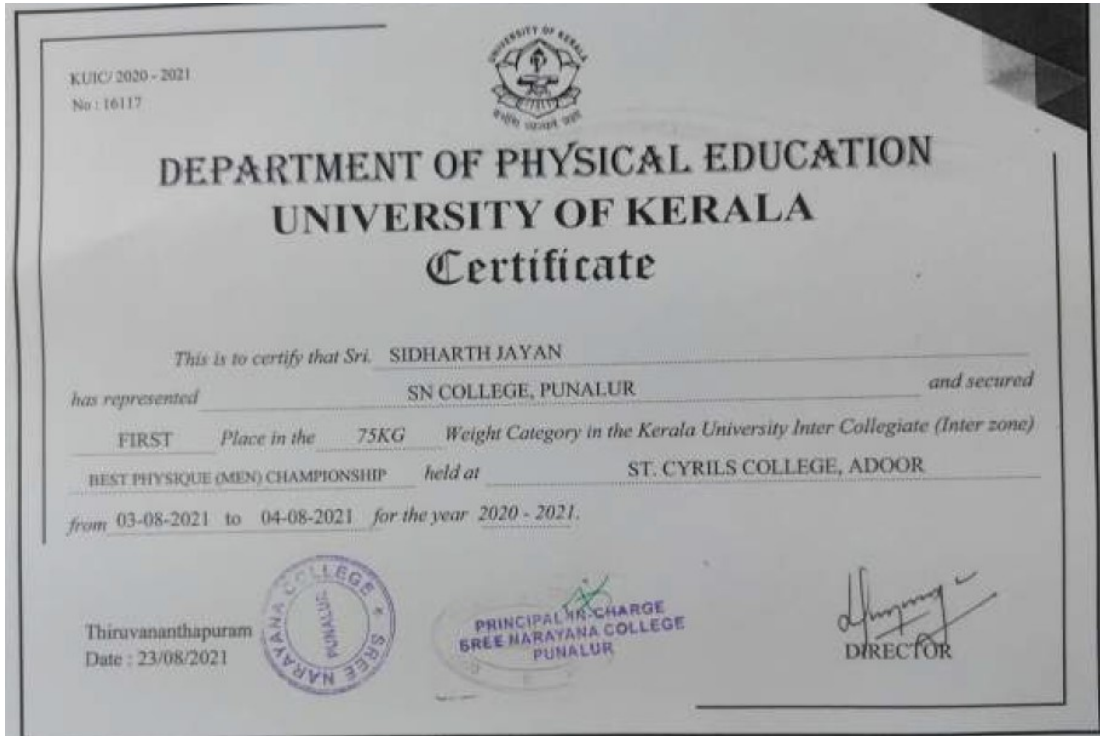 KUIC/ 2020 - 2021
No : 16117
UNIVERSITY OF KERALA
DEPARTMENT OF PHYSICAL EDUCATION
UNIVERSITY OF KERALA
Certificate
This is to certify that Sri. SIDHARTH JAYAN
has represented SN COLLEGE, PUNALUR and secured
FIRST Place in the 75KG Weight Category in the Kerala University Inter Collegiate (Inter zone)
BEST PHYSIQUE (MEN) CHAMPIONSHIP held at ST. CYRILS COLLEGE, ADOOR
from 03-08-2021 to 04-08-2021 for the year 2020 - 2021.
SREE NARAYANA COLLEGE
PUNALUR
PRINCIPAL IN-CHARGE
SREE NARAYANA COLLEGE
PUNALUR
Thiruvananthapuram
Date : 23/08/2021
DIRECTOR